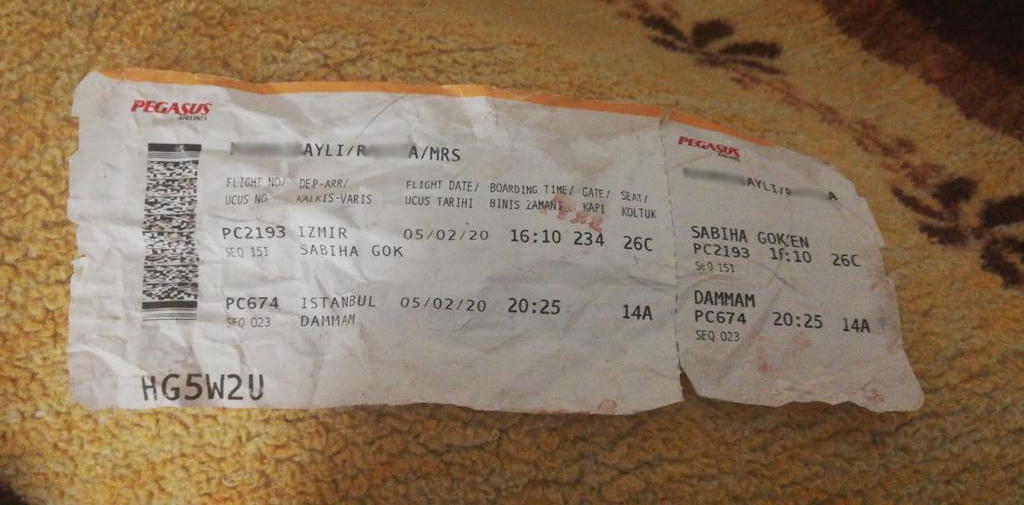 PEGASUS
AIRLINES
AYLI/R A/MRS
FLIGHT NO/ DEP-ARR/ FLIGHT DATE/ BOARDING TIME/ GATE/ SEAT/
UCUS NO KALKIS-VARIS UCUS TARIHI BINIS ZAMANI KAPI KOLTUK
PC2193 IZMIR 05/02/20 16:10 234 26C
SEQ 151 SABIHA GOK
PC674 ISTANBUL 05/02/20 20:25 14A
SEQ 023 DAMMAM
HG5W2U
PEGASUS
AIRLINES
AYLI/R A
SABIHA GOK'EN
PC2193 16:10 26C
SEQ 151
DAMMAM
PC674 20:25 14A
SEQ 023